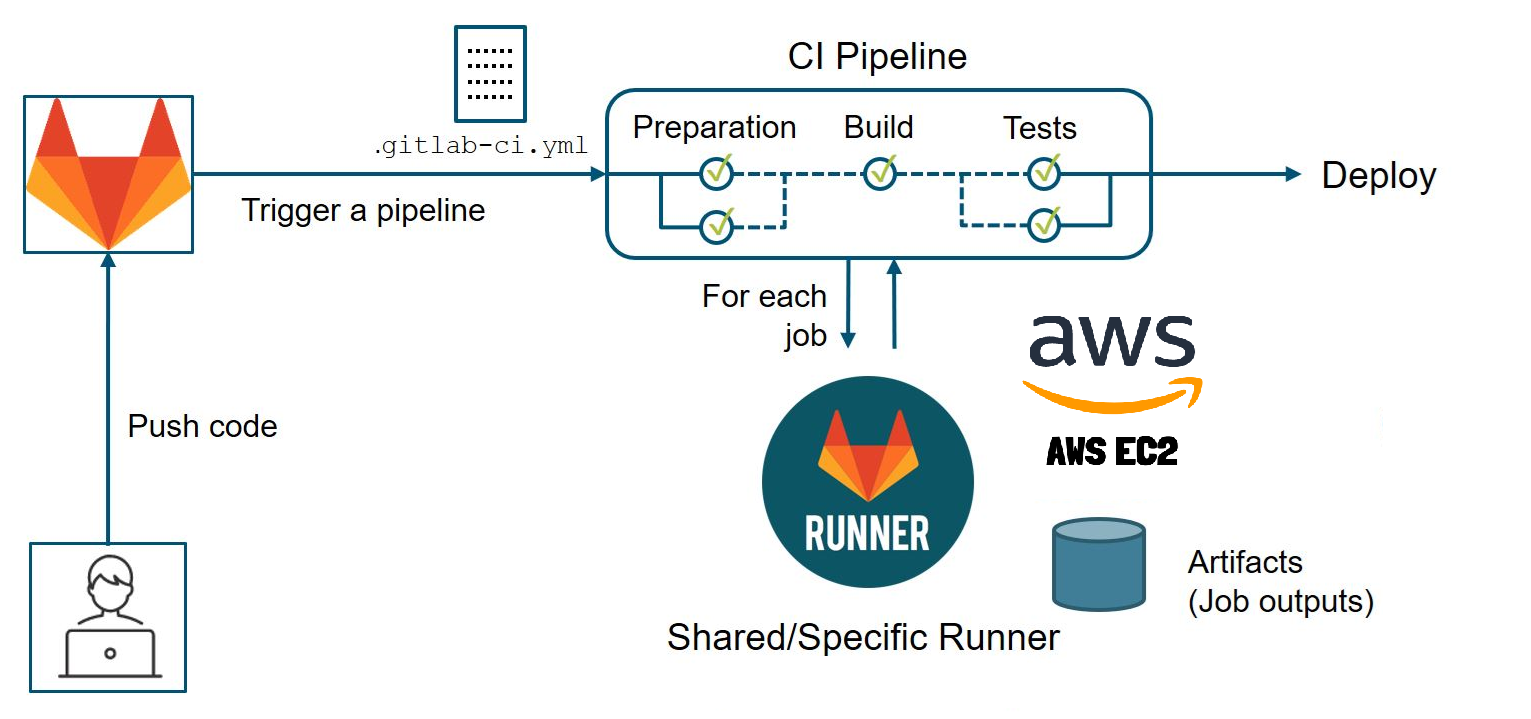 CI Pipeline
Preparation
Build
Tests
.gitlab-ci.yml
Trigger a pipeline
Deploy
For each
job
aws
AWS EC2
Push code
RUNNER
Artifacts
(Job outputs)
Shared/Specific Runner